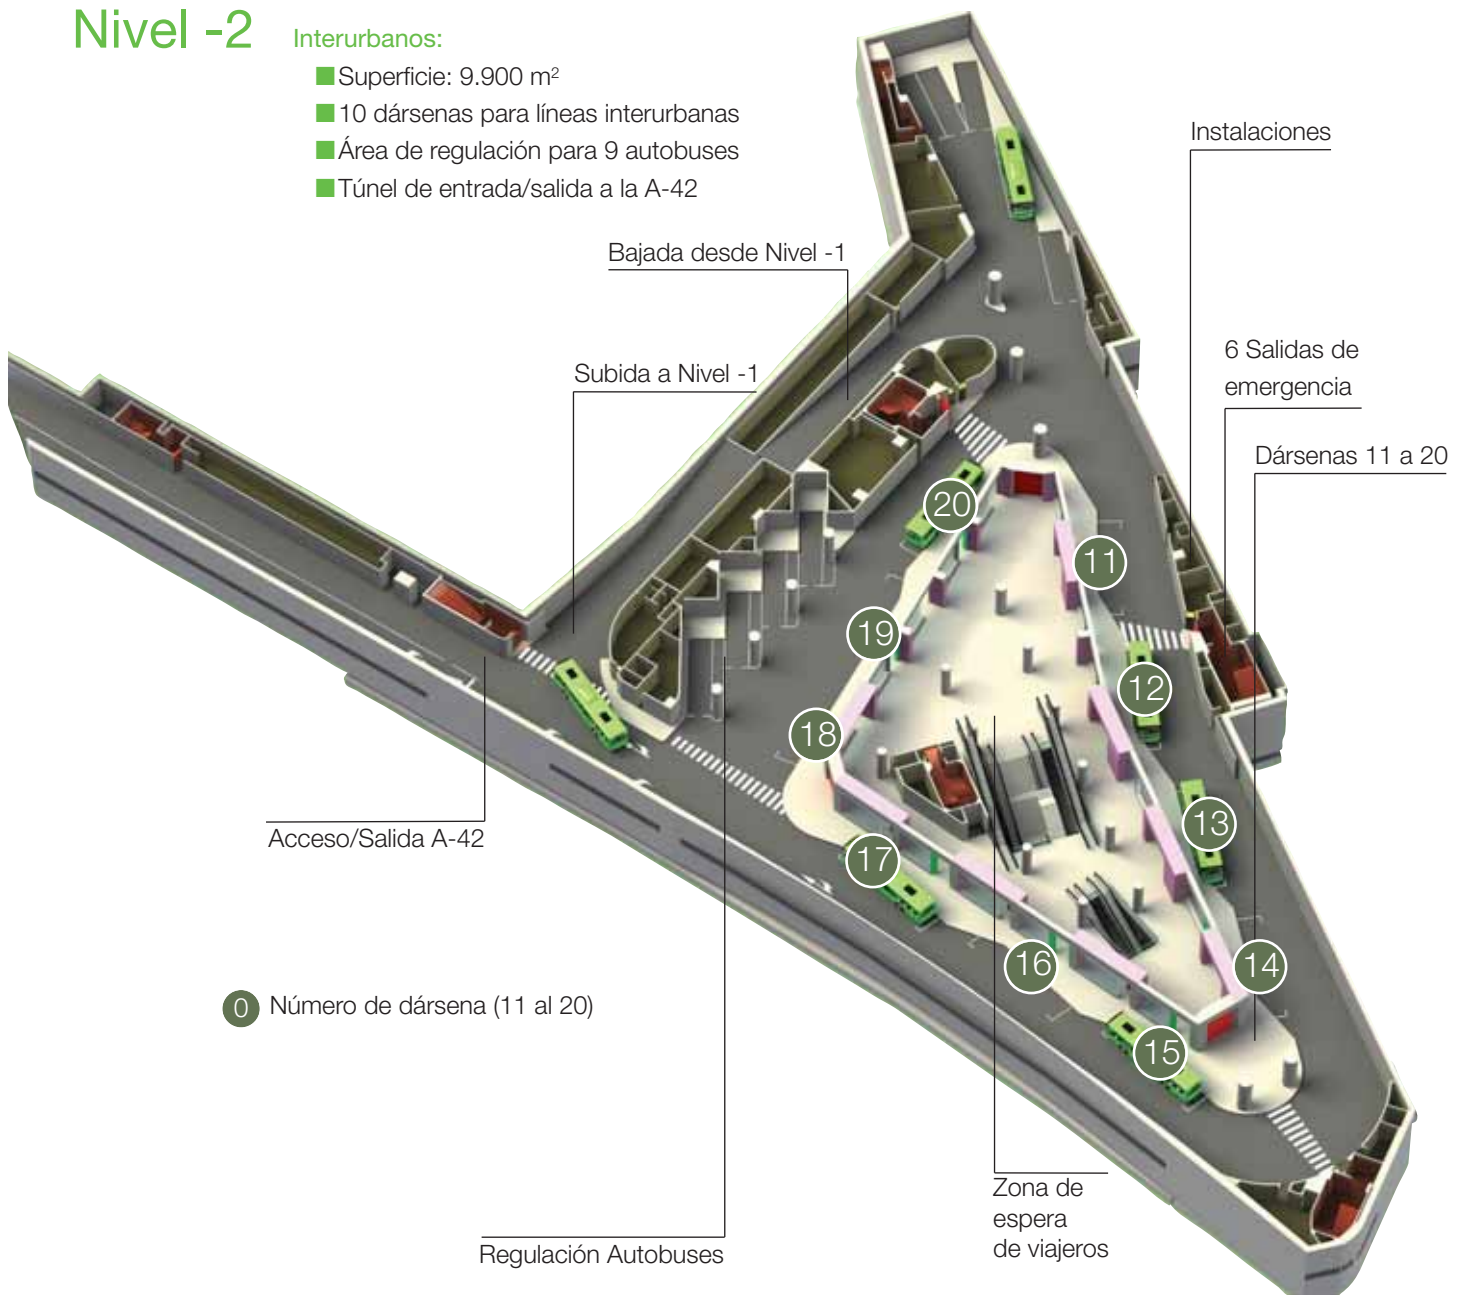 Nivel -2
Interurbanos:
Superficie: 9.900 m²
10 dársenas para líneas interurbanas
Área de regulación para 9 autobuses
Túnel de entrada/salida a la A-42
Instalaciones
Bajada desde Nivel -1
6 Salidas de
emergencia
Subida a Nivel -1
Dársenas 11 a 20
20
11
19
12
18
13
Acceso/Salida A-42
17
16
14
0 Número de dársena (11 al 20)
15
Zona de
espera
de viajeros
Regulación Autobuses